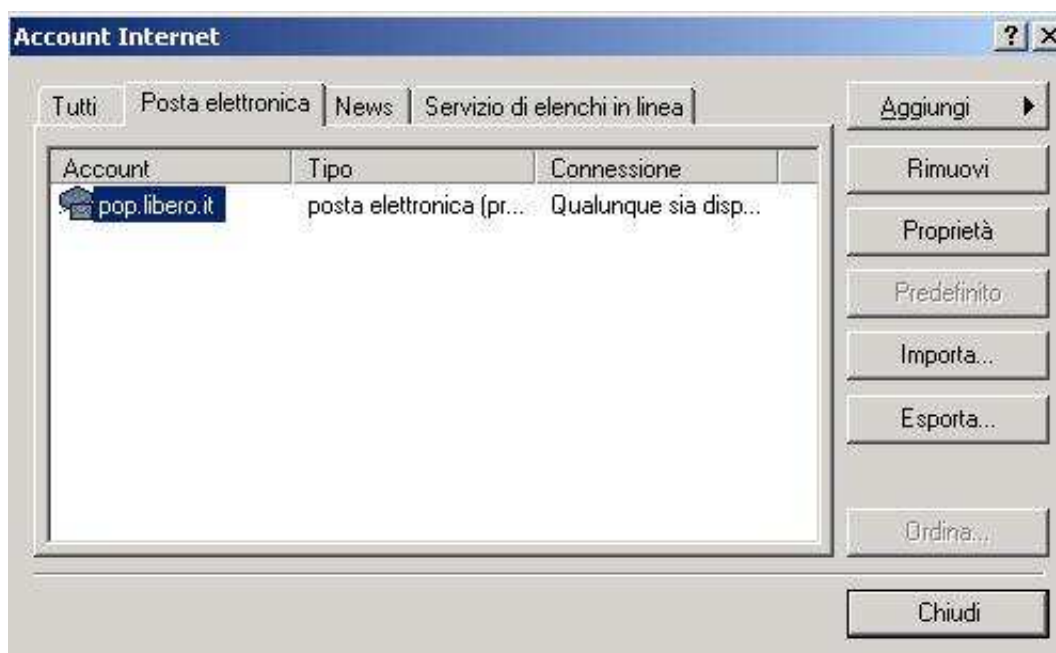 Account Internet
Tutti
Posta elettronica
News
Servizio di elenchi in linea
Account
Tipo
Connessione
pop.libero.it
posta elettronica (pr...
Qualunque sia disp...
Aggiungi
Rimuovi
Proprietà
Predefinito
Importa...
Esporta...
Ordina...
Chiudi